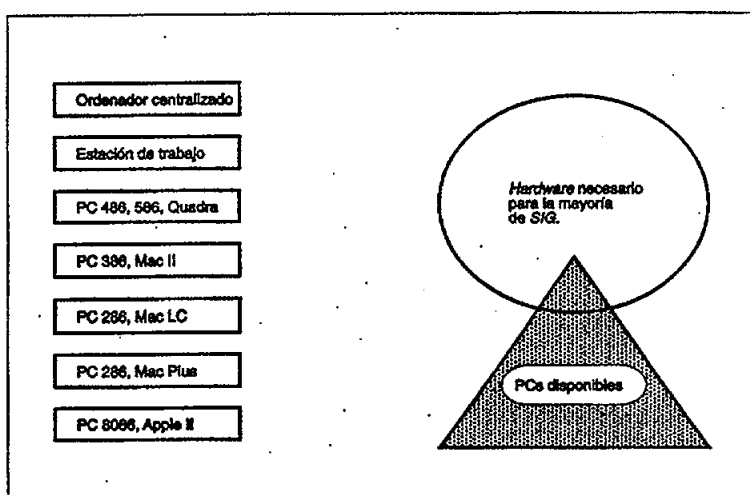 Ordenador centralizado
Estación de trabajo
PC 486, 586, Quadra
PC 386, Mac II
PC 286, Mac LC
PC 286, Mac Plus
PC 8086, Apple II
Hardware necesario
para la mayoría
de SIG.
PCs disponibles